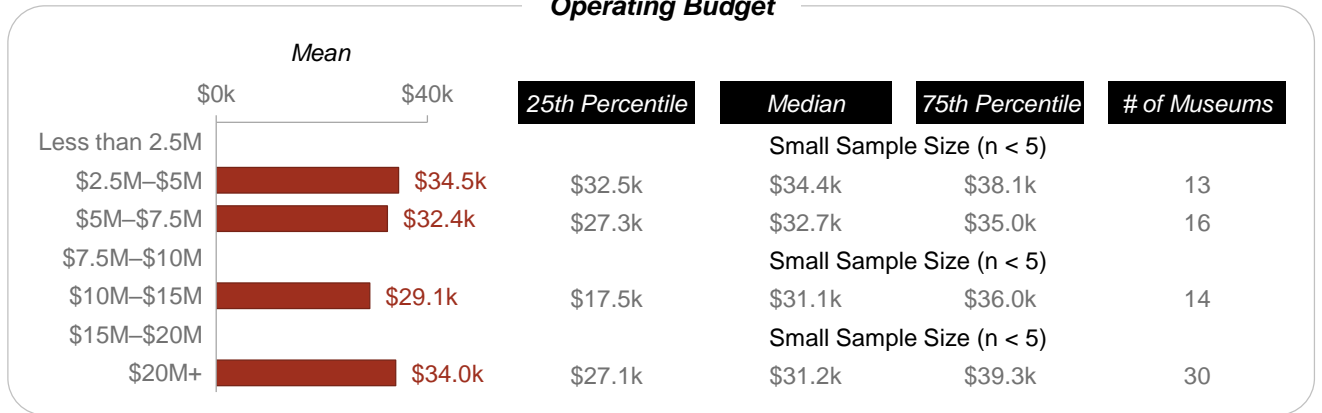 Operating Budget
Mean
$0k $40k 25th Percentile Median 75th Percentile # of Museums
Less than 2.5M Small Sample Size (n < 5)
$2.5M–$5M $34.5k $32.5k $34.4k $38.1k 13
$5M–$7.5M $32.4k $27.3k $32.7k $35.0k 16
$7.5M–$10M Small Sample Size (n < 5)
$10M–$15M $29.1k $17.5k $31.1k $36.0k 14
$15M–$20M Small Sample Size (n < 5)
$20M+ $34.0k $27.1k $31.2k $39.3k 30